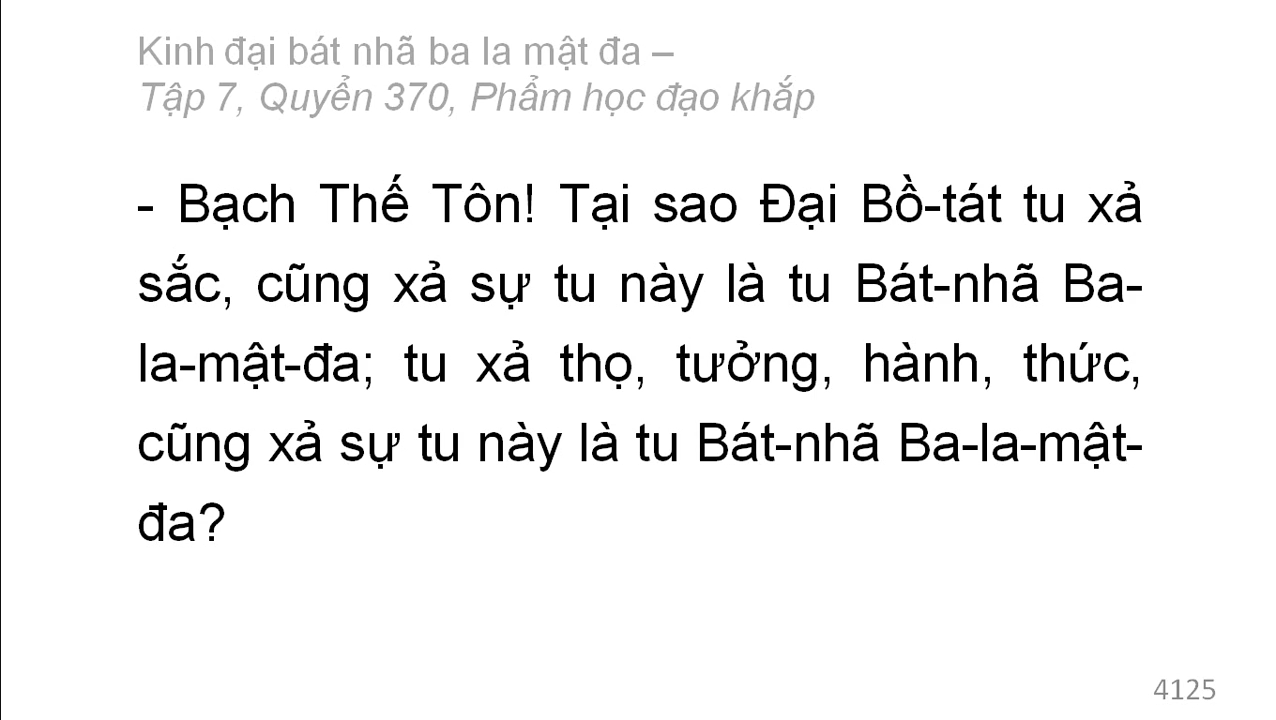 Kinh đại bát nhã ba la mật đa –
Tập 7, Quyển 370, Phẩm học đạo khắp
- Bạch Thế Tôn! Tại sao Đại Bồ-tát tu xả
sắc, cũng xả sự tu này là tu Bát-nhã Ba-
la-mật-đa; tu xả thọ, tưởng, hành, thức,
cũng xả sự tu này là tu Bát-nhã Ba-la-mật-
đa?
4125